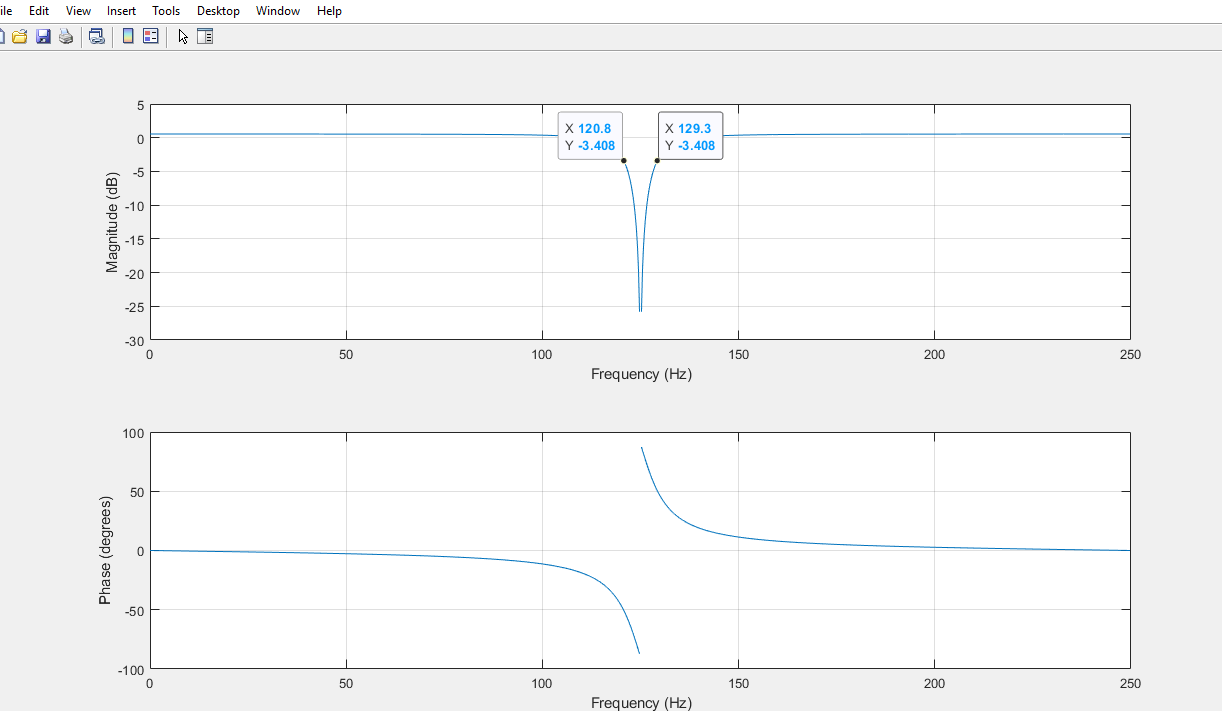 ile Edit View Insert Tools Desktop Window Help
5
0
-5
-10
-15
-20
-25
-30
Magnitude (dB)
X 120.8
Y -3.408
X 129.3
Y -3.408
0 50 100 150 200 250
Frequency (Hz)
100
50
0
-50
-100
Phase (degrees)
0 50 100 150 200 250
Frequency (Hz)